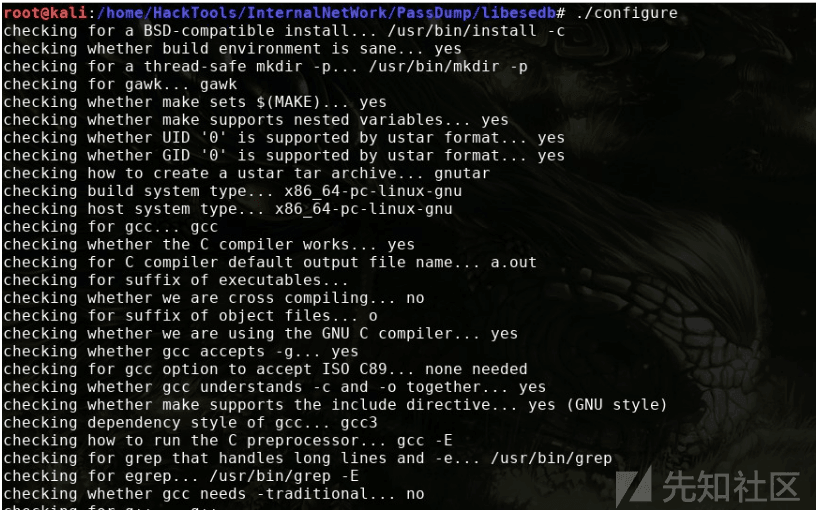 root@kali:/home/HackTools/InternalNetWork/PassDump/libesedb# ./configure
checking for a BSD-compatible install... /usr/bin/install -c
checking whether build environment is sane... yes
checking for a thread-safe mkdir -p... /usr/bin/mkdir -p
checking for gawk... gawk
checking whether make sets $(MAKE)... yes
checking whether make supports nested variables... yes
checking whether UID '0' is supported by ustar format... yes
checking whether GID '0' is supported by ustar format... yes
checking how to create a ustar tar archive... gnutar
checking build system type... x86_64-pc-linux-gnu
checking host system type... x86_64-pc-linux-gnu
checking for gcc... gcc
checking whether the C compiler works... yes
checking for C compiler default output file name... a.out
checking for suffix of executables...
checking whether we are cross compiling... no
checking for suffix of object files... o
checking whether we are using the GNU C compiler... yes
checking whether gcc accepts -g... yes
checking for gcc option to accept ISO C89... none needed
checking whether gcc understands -c and -o together... yes
checking whether make supports the include directive... yes (GNU style)
checking dependency style of gcc... gcc3
checking how to run the C preprocessor... gcc -E
checking for grep that handles long lines and -e... /usr/bin/grep
checking for egrep... /usr/bin/grep -E
checking whether gcc needs -traditional... no
checking for
先知社区